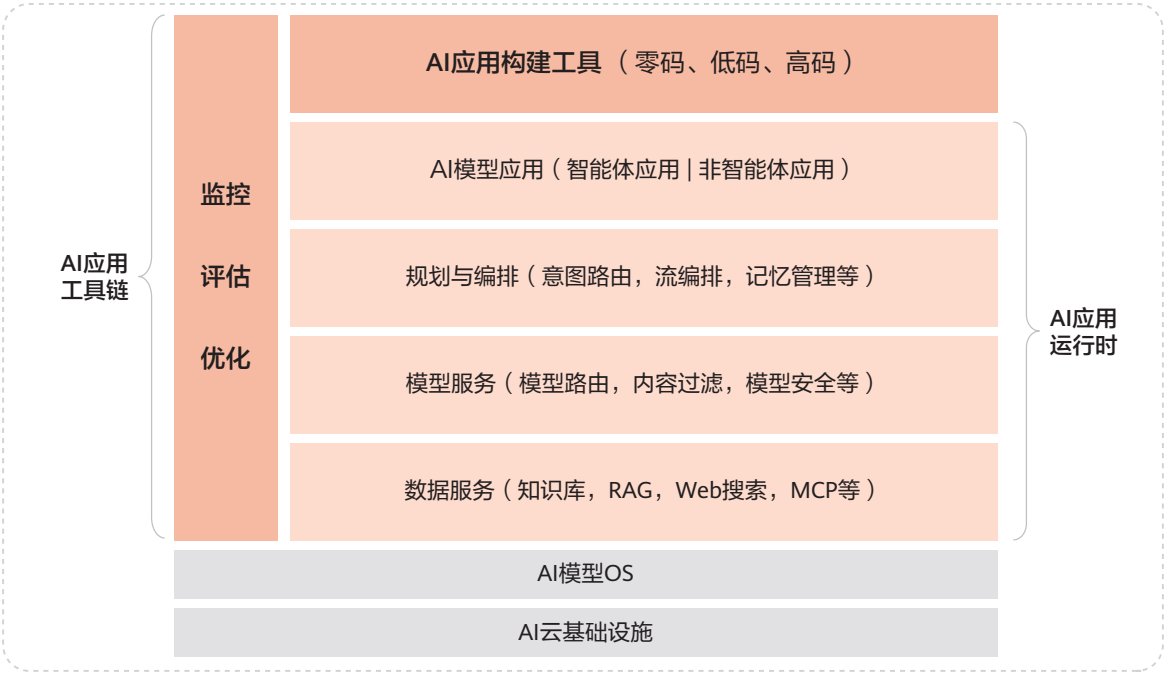 AI应用
工具链
监控
评估
优化
AI应用构建工具（零码、低码、高码）
AI模型应用（智能体应用 | 非智能体应用）
规划与编排（意图路由，流编排，记忆管理等）
模型服务（模型路由，内容过滤，模型安全等）
数据服务（知识库，RAG，Web搜索，MCP等）
AI应用
运行时
AI模型OS
AI云基础设施